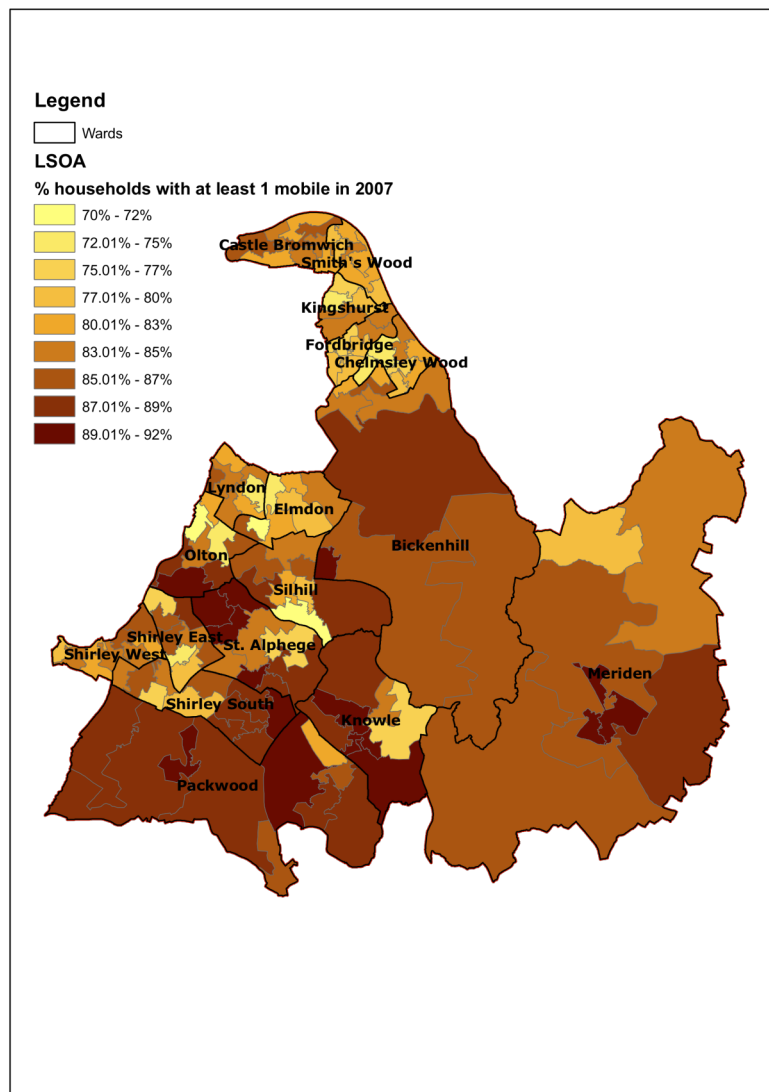 Legend
Wards
LSOA
% households with at least 1 mobile in 2007
70% - 72%
72.01% - 75%
75.01% - 77%
77.01% - 80%
80.01% - 83%
83.01% - 85%
85.01% - 87%
87.01% - 89%
89.01% - 92%
Castle Bromwich
Smith's Wood
Kingshurst
Fordbridge
Chelmsley Wood
Lyndon
Elmdon
Bickenhill
Olton
Silhill
Shirley East
St. Alphege
Shirley West
Meriden
Shirley South
Knowle
Packwood